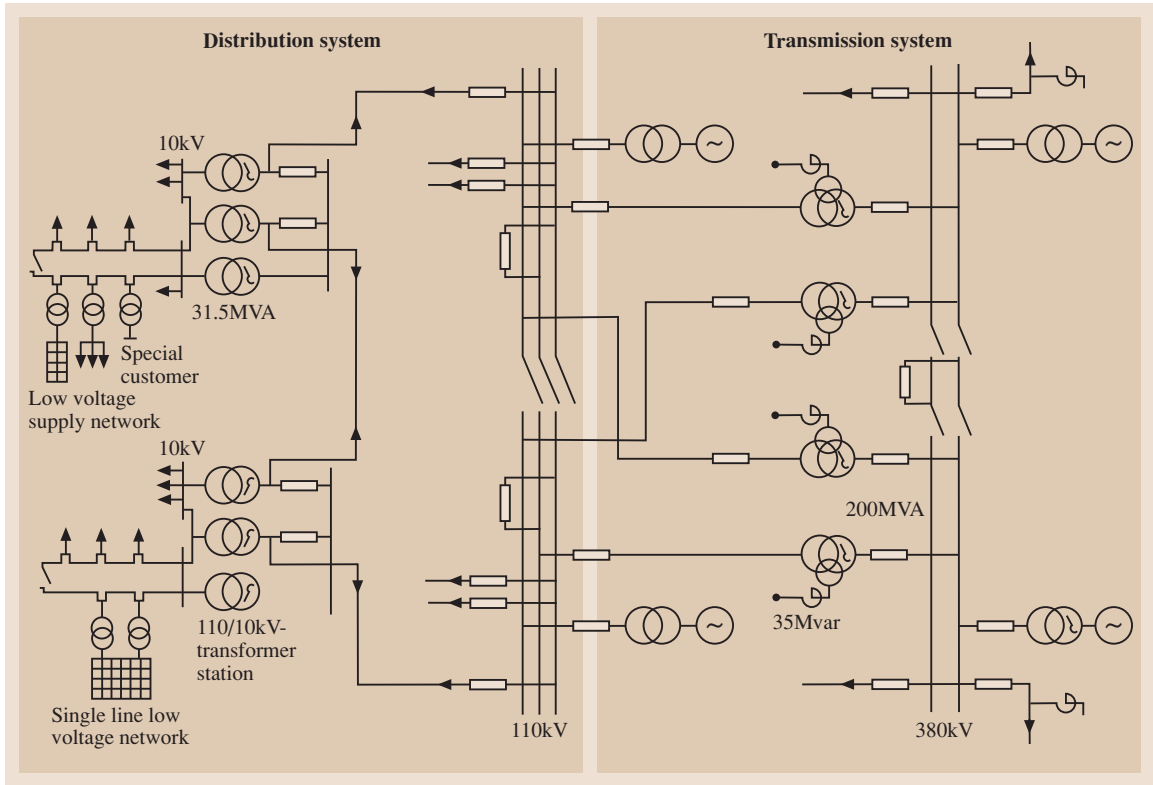 Distribution system
Transmission system
10kV
31.5MVA
Special
customer
Low voltage
supply network
10kV
200MVA
110/10kV-
transformer
station
35Mvar
Single line low
voltage network
110kV
380kV